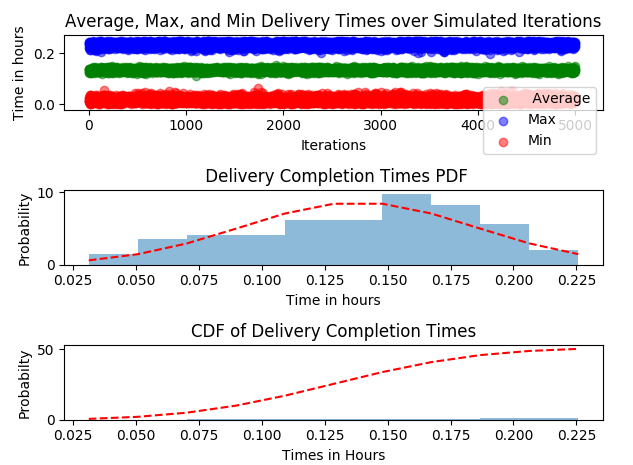 Average, Max, and Min Delivery Times over Simulated Iterations
Time in hours
0.2
0.0
0 1000 2000 3000 4000 5000
Iterations
Average
Max
Min
Delivery Completion Times PDF
Probability
10
0
0.025 0.050 0.075 0.100 0.125 0.150 0.175 0.200 0.225
Time in hours
CDF of Delivery Completion Times
Probabilty
50
0
0.025 0.050 0.075 0.100 0.125 0.150 0.175 0.200 0.225
Times in Hours